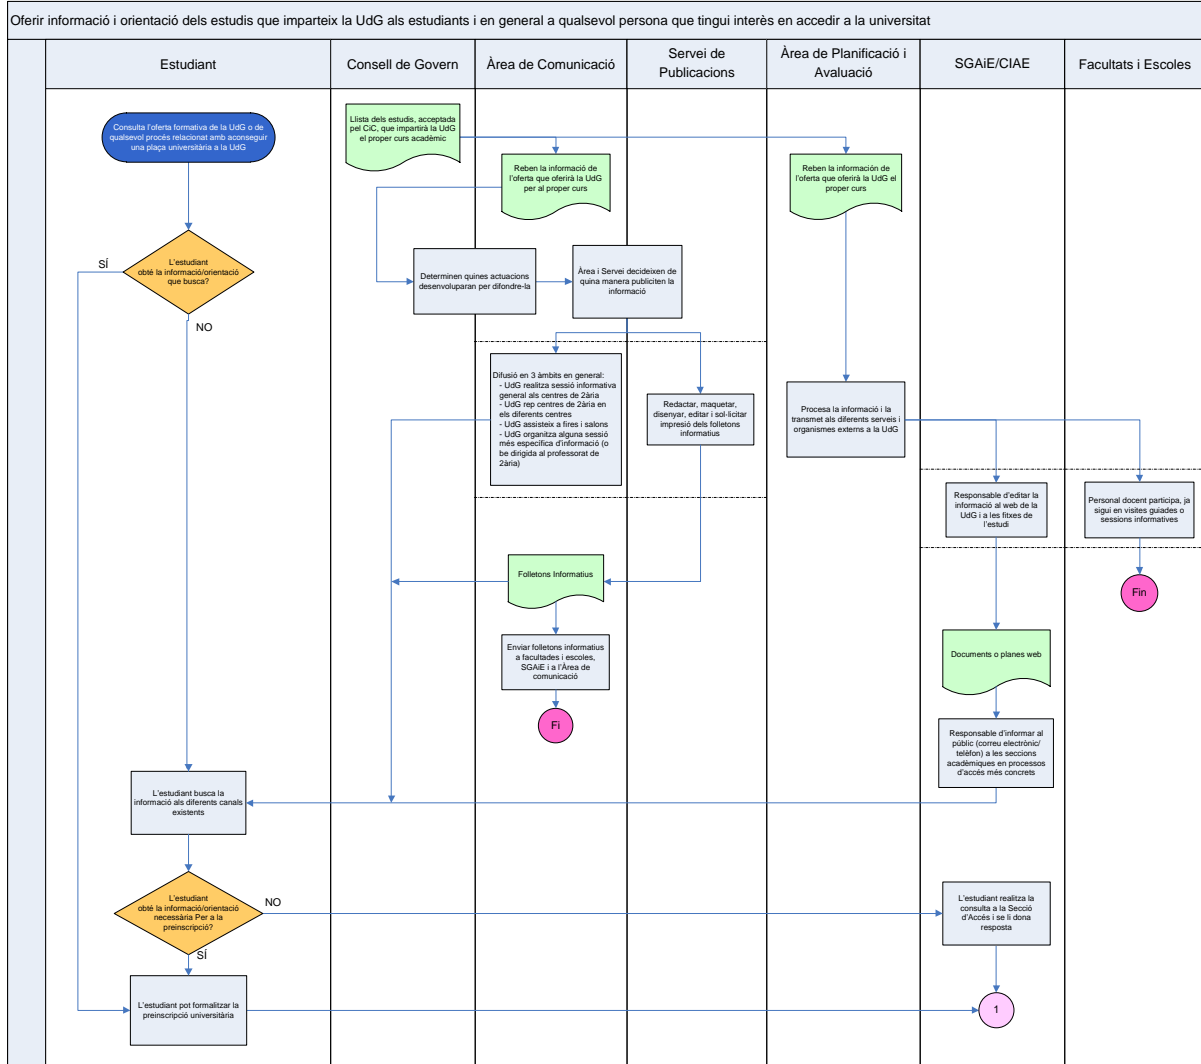 Oferir informació i orientació dels estudis que imparteix la UdG als estudiants i en general a qualsevol persona que tingui interès en accedir a la universitat
Estudiant
Consell de Govern
Àrea de Comunicació
Servei de
Publicacions
Àrea de Planificació i
Avaluació
SGAiE/CIAE
Facultats i Escoles
Consulta l'oferta formativa de la UdG o de
qualsevol procés relacionat amb aconseguir
una plaça universitària a la UdG
Llista dels estudis, acceptada
pel CiC, que impartirà la UdG
el proper curs acadèmic
Reben la informació de
l'oferta que oferirà la UdG
per al proper curs
Reben la información de
l'oferta que oferirà la UdG el
proper curs
L'estudiant
obté la informació/orientació
que busca?
SÍ
NO
Determinen quines actuacions
desenvoluparan per difondre-la
Àrea i Servei decideixen de
quina manera publiciten la
informació
Difusió en 3 àmbits en general:
- UdG realitza sessió informativa
general als centres de 2ària
- UdG rep centres de 2ària en
els diferents centres
- UdG assisteix a fires i salons
- UdG organitza alguna sessió
més específica d'informació (o
be dirigida al professorat de
2ària)
Redactar, maquetar,
disenyar, editar i sol·licitar
impresió dels folletons
informatius
Procesa la informació i la
transmet als diferents serveis i
organismes externs a la UdG
Responsable d'editar la
informació al web de la
UdG i a les fitxes de
l'estudi
Personal docent participa, ja
sigui en visites guiades o
sessions informatives
Folletons Informatius
Fin
Enviar folletons informatius
a facultades i escoles,
SGAiE i a l'Àrea de
comunicació
Documents o planes web
Fi
Responsable d'informar al
públic (correu electrònic/
telèfon) a les seccions
acadèmiques en processos
d'accés més concrets
L'estudiant busca la
informació als diferents canals
existents
L'estudiant
obté la informació/orientació
necessària Per a la
preinscripció?
NO
SÍ
L'estudiant realitza la
consulta a la Secció
d'Accés i se li dona
resposta
L'estudiant pot formalitzar la
preinscripció universitària
1